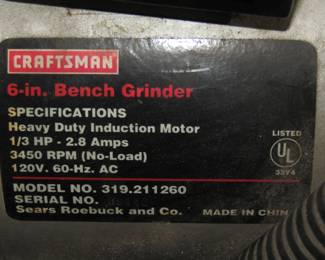 CRAFTSMAN
6-in. Bench Grinder
SPECIFICATIONS
Heavy Duty Induction Motor
1/3 HP - 2.8 Amps
3450 RPM (No-Load)
120V. 60-Hz. AC
LISTED
UL
33Y4
MODEL NO. 319.211260
SERIAL NO.
Sears Roebuck and Co.
MADE IN CHIN